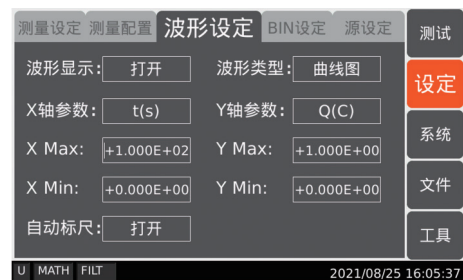 测量设定 测量配置 波形设定 BIN设定 源设定
测试
设定
系统
文件
工具
波形显示: 打开 波形类型: 曲线图
X轴参数: t(s) Y轴参数: Q(C)
X Max: +1.000E+02 Y Max: +1.000E+00
X Min: +0.000E+00 Y Min: +0.000E+00
自动标尺: 打开
U MATH FILT 2021/08/25 16:05:37